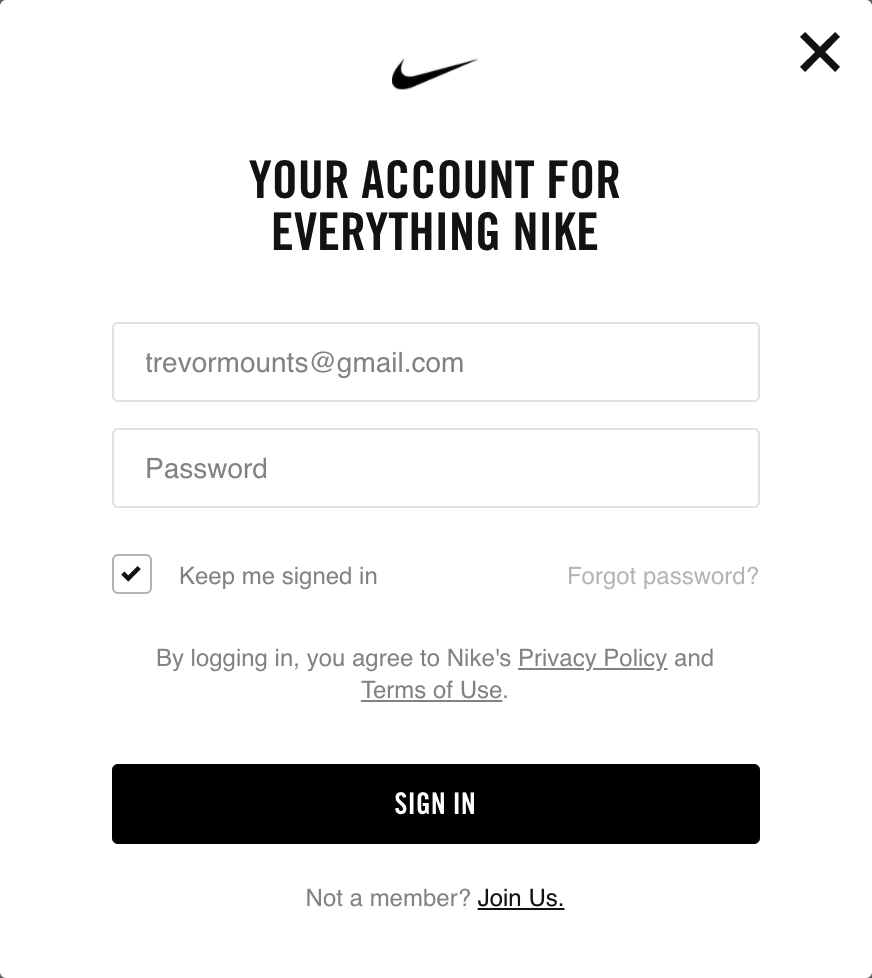 YOUR ACCOUNT FOR
EVERYTHING NIKE
trevormounts@gmail.com
Password
Keep me signed in
Forgot password?
By logging in, you agree to Nike's Privacy Policy and
Terms of Use.
SIGN IN
Not a member? Join Us.